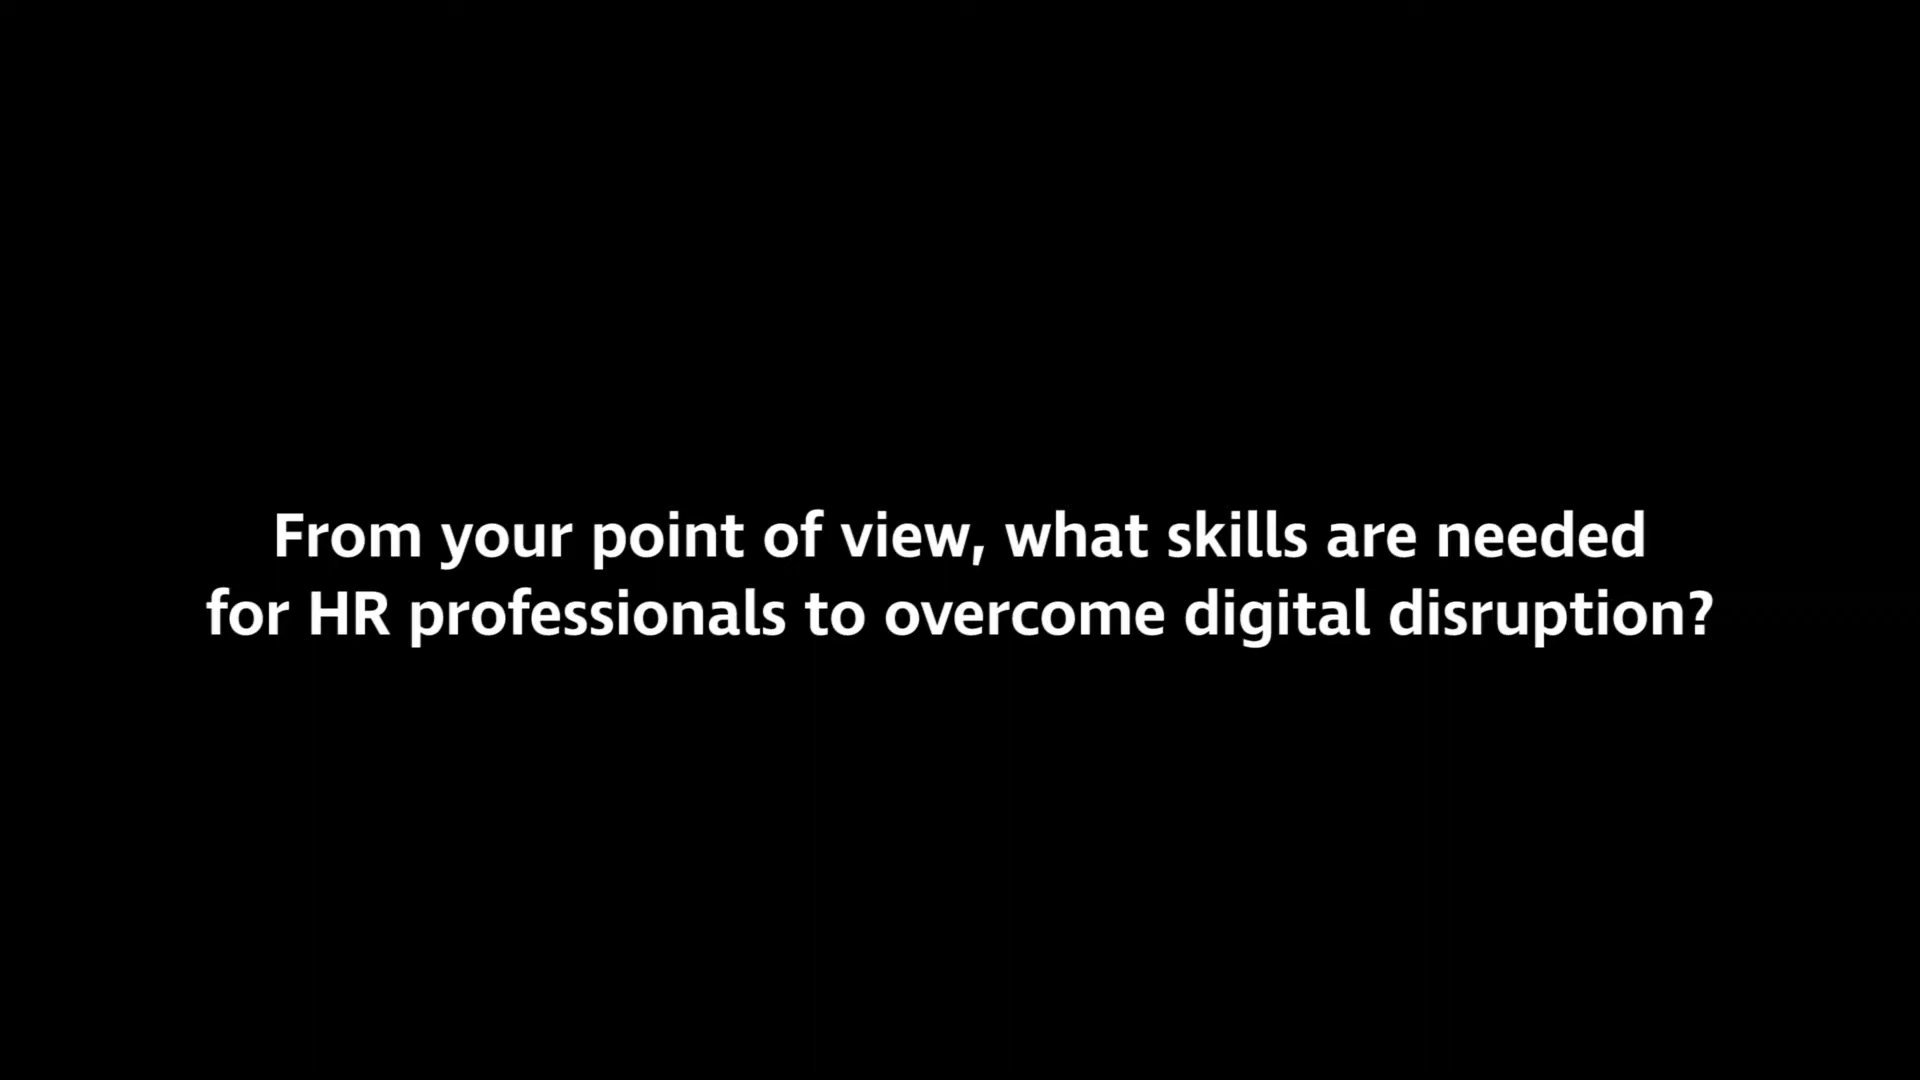 From your point of view, what skills are needed
for HR professionals to overcome digital disruption?